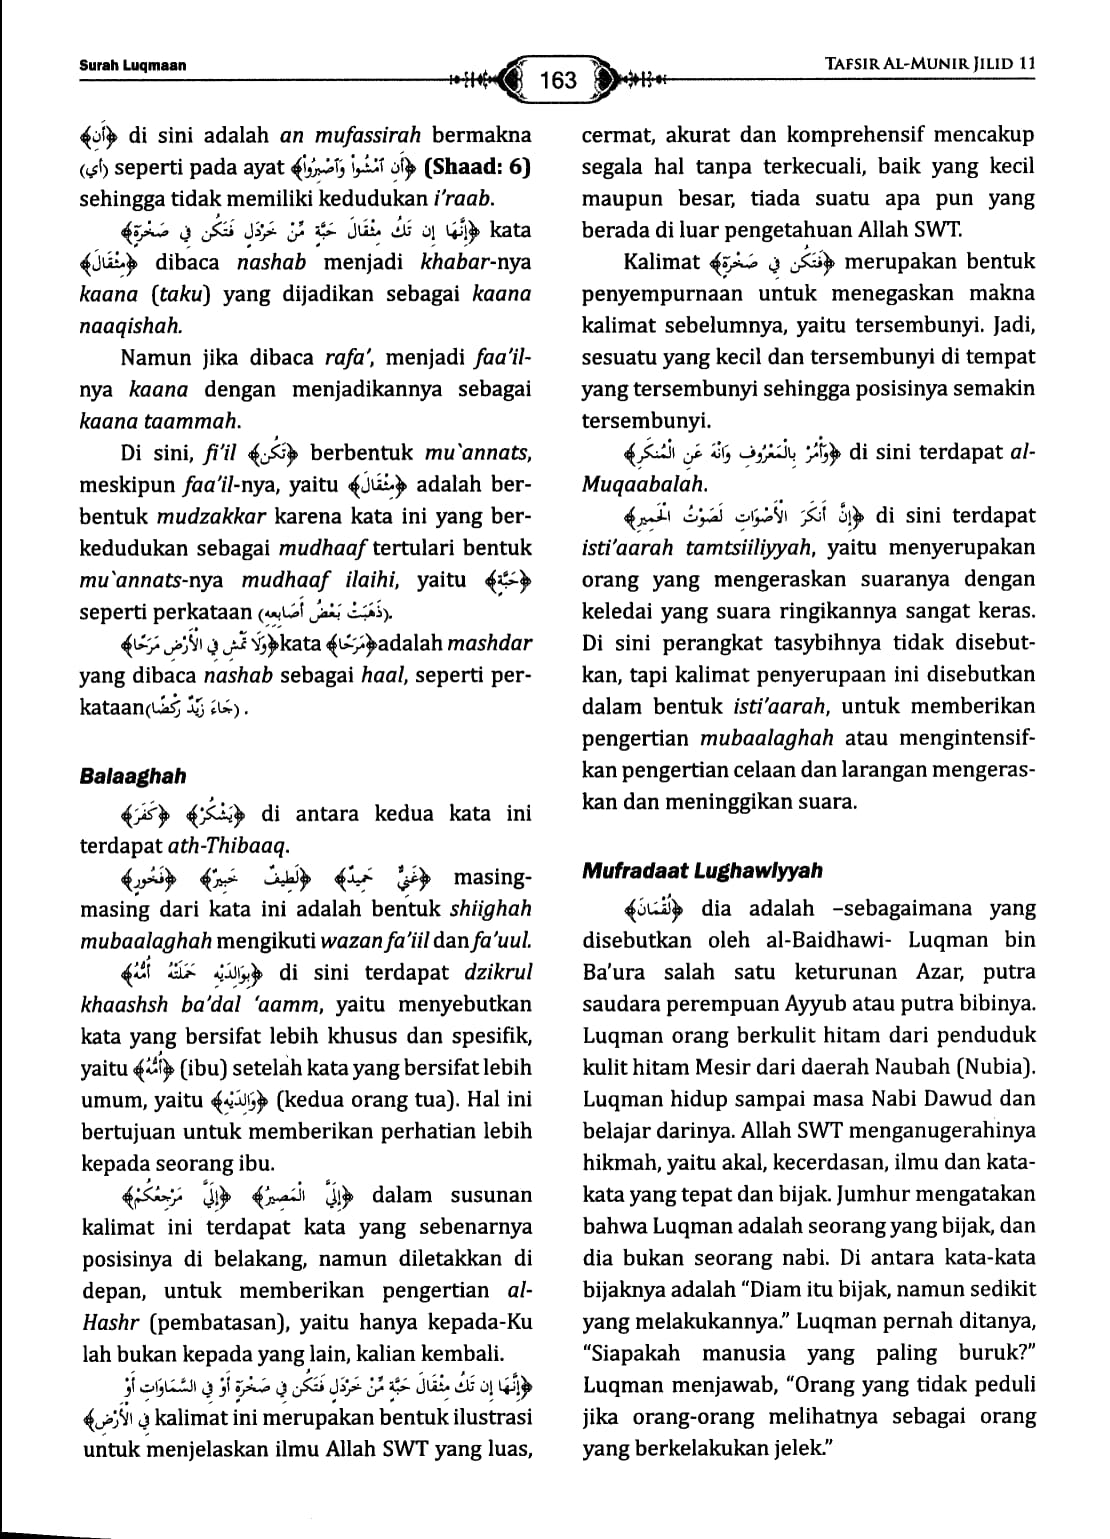 Surah Luqmaan
163
TAFSIR AL-MUNIR JILID 11
﴿أَنِ﴾ di sini adalah an mufassirah bermakna
(أي) seperti pada ayat ﴿أَنِ ٱمْشُوا۟ وَٱصْبِرُوا۟﴾ (Shaad: 6)
sehingga tidak memiliki kedudukan i'raab.
﴿إِنَّهَا إِن تَكُ مِثْقَالَ حَبَّةٍ مِّنْ خَرْدَلٍ فَتَكُن فِي صَخْرَةٍ﴾ kata
﴿مِثْقَالَ﴾ dibaca nashab menjadi khabar-nya
kaana (taku) yang dijadikan sebagai kaana
naaqishah.
Namun jika dibaca rafa', menjadi faa'il-
nya kaana dengan menjadikannya sebagai
kaana taammah.
Di sini, fi'il ﴿تَكُن﴾ berbentuk mu`annats,
meskipun faa'il-nya, yaitu ﴿مِثْقَالَ﴾ adalah ber-
bentuk mudzakkar karena kata ini yang ber-
kedudukan sebagai mudhaaf tertulari bentuk
mu`annats-nya mudhaaf ilaihi, yaitu ﴿حَبَّةٍ﴾
seperti perkataan (ذَهَبَتْ بَعْضُ أَصَابِعِهِ).
﴿وَلَا تَمْشِ فِي الْأَرْضِ مَرَحًا﴾ kata ﴿مَرَحًا﴾ adalah mashdar
yang dibaca nashab sebagai haal, seperti per-
kataan(جَاءَ زَيْدٌ رَكْضًا) .
Balaaghah
﴿يَشْكُرْ﴾ ﴿كَفَرَ﴾ di antara kedua kata ini
terdapat ath-Thibaaq.
﴿غَنِيٌّ حَمِيدٌ﴾ ﴿لَطِيفٌ خَبِيرٌ﴾ ﴿فَخُورٍ﴾ masing-
masing dari kata ini adalah bentuk shiighah
mubaalaghah mengikuti wazan fa'iil dan fa'uul.
﴿بِوَالِدَيْهِ حَمَلَتْهُ أُمُّهُ﴾ di sini terdapat dzikrul
khaashsh ba'dal 'aamm, yaitu menyebutkan
kata yang bersifat lebih khusus dan spesifik,
yaitu ﴿أُمُّهُ﴾ (ibu) setelah kata yang bersifat lebih
umum, yaitu ﴿وَالِدَيْهِ﴾ (kedua orang tua). Hal ini
bertujuan untuk memberikan perhatian lebih
kepada seorang ibu.
﴿إِلَيَّ الْمَصِيرُ﴾ ﴿إِلَيَّ مَرْجِعُكُمْ﴾ dalam susunan
kalimat ini terdapat kata yang sebenarnya
posisinya di belakang, namun diletakkan di
depan, untuk memberikan pengertian al-
Hashr (pembatasan), yaitu hanya kepada-Ku
lah bukan kepada yang lain, kalian kembali.
﴿إِنَّهَا إِن تَكُ مِثْقَالَ حَبَّةٍ مِّنْ خَرْدَلٍ فَتَكُن فِي صَخْرَةٍ أَوْ فِي السَّمَاوَاتِ أَوْ
فِي الْأَرْضِ﴾ kalimat ini merupakan bentuk ilustrasi
untuk menjelaskan ilmu Allah SWT yang luas,
cermat, akurat dan komprehensif mencakup
segala hal tanpa terkecuali, baik yang kecil
maupun besar, tiada suatu apa pun yang
berada di luar pengetahuan Allah SWT.
Kalimat ﴿فَتَكُن فِي صَخْرَةٍ﴾ merupakan bentuk
penyempurnaan untuk menegaskan makna
kalimat sebelumnya, yaitu tersembunyi. Jadi,
sesuatu yang kecil dan tersembunyi di tempat
yang tersembunyi sehingga posisinya semakin
tersembunyi.
﴿وَأْمُرْ بِالْمَعْرُوفِ وَانْهَ عَنِ الْمُنكَرِ﴾ di sini terdapat al-
Muqaabalah.
﴿إِنَّ أَنكَرَ الْأَصْوَاتِ لَصَوْتُ الْحَمِيرِ﴾ di sini terdapat
isti'aarah tamtsiiliyyah, yaitu menyerupakan
orang yang mengeraskan suaranya dengan
keledai yang suara ringikannya sangat keras.
Di sini perangkat tasybihnya tidak disebut-
kan, tapi kalimat penyerupaan ini disebutkan
dalam bentuk isti'aarah, untuk memberikan
pengertian mubaalaghah atau mengintensif-
kan pengertian celaan dan larangan mengeras-
kan dan meninggikan suara.
Mufradaat Lughawiyyah
﴿لُقْمَانَ﴾ dia adalah –sebagaimana yang
disebutkan oleh al-Baidhawi- Luqman bin
Ba'ura salah satu keturunan Azar, putra
saudara perempuan Ayyub atau putra bibinya.
Luqman orang berkulit hitam dari penduduk
kulit hitam Mesir dari daerah Naubah (Nubia).
Luqman hidup sampai masa Nabi Dawud dan
belajar darinya. Allah SWT menganugerahinya
hikmah, yaitu akal, kecerdasan, ilmu dan kata-
kata yang tepat dan bijak. Jumhur mengatakan
bahwa Luqman adalah seorang yang bijak, dan
dia bukan seorang nabi. Di antara kata-kata
bijaknya adalah “Diam itu bijak, namun sedikit
yang melakukannya.” Luqman pernah ditanya,
“Siapakah manusia yang paling buruk?”
Luqman menjawab, “Orang yang tidak peduli
jika orang-orang melihatnya sebagai orang
yang berkelakukan jelek.”